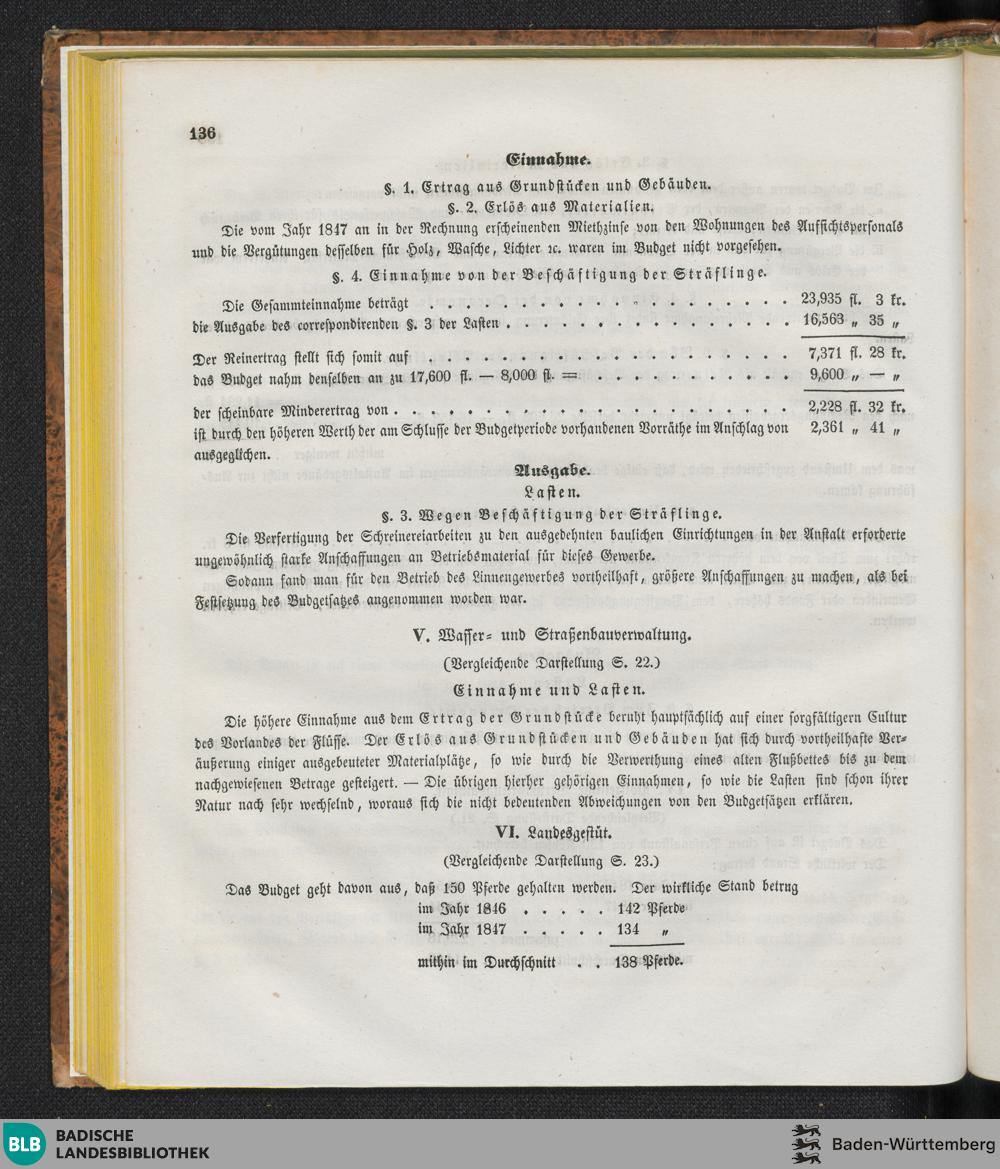 136
Einnahme.
§. 1. Ertrag aus Grundstücken und Gebäuden.
§. 2. Erlös aus Materialien.
Die vom Jahr 1847 an in der Rechnung erscheinenden Miethzinse von den Wohnungen des Aufsichtspersonals
und die Vergütungen desselben für Holz, Wasche, Lichter ꝛc. waren im Budget nicht vorgesehen.
§. 4. Einnahme von der Beschäftigung der Sträflinge.
Die Gesammteinnahme beträgt . . . . . . . . . . . . . . . . 23,935 fl. 3 kr.
die Ausgabe des correspondirenden §. 3 der Lasten . . . . . . . . . . . . . 16,563 „ 35 „
Der Reinertrag stellt sich somit auf . . . . . . . . . . . . . . . . 7,371 fl. 28 kr.
das Budget nahm denselben an zu 17,600 fl. — 8,000 fl. = . . . . . . . . . . 9,600 „ — „
der scheinbare Minderertrag von . . . . . . . . . . . . . . . . . . 2,228 fl. 32 kr.
ist durch den höheren Werth der am Schlusse der Budgetperiode vorhandenen Vorräthe im Anschlag von 2,361 „ 41 „
ausgeglichen.
Ausgabe.
Lasten.
§. 3. Wegen Beschäftigung der Sträflinge.
Die Verfertigung der Schreinereiarbeiten zu den ausgedehnten baulichen Einrichtungen in der Anstalt erforderte
ungewöhnlich starke Anschaffungen an Betriebsmaterial für dieses Gewerbe.
Sodann fand man für den Betrieb des Linnengewerbes vortheilhaft, größere Anschaffungen zu machen, als bei
Festsetzung des Budgetsatzes angenommen worden war.
V. Wasser- und Straßenbauverwaltung.
(Vergleichende Darstellung S. 22.)
Einnahme und Lasten.
Die höhere Einnahme aus dem Ertrag der Grundstücke beruht hauptsächlich auf einer sorgfältigern Cultur
des Vorlandes der Flüsse. Der Erlös aus Grundstücken und Gebäuden hat sich durch vortheilhafte Ver-
äußerung einiger ausgebeuteter Materialplätze, so wie durch die Verwerthung eines alten Flußbettes bis zu dem
nachgewiesenen Betrage gesteigert. — Die übrigen hierher gehörigen Einnahmen, so wie die Lasten sind schon ihrer
Natur nach sehr wechselnd, woraus sich die nicht bedeutenden Abweichungen von den Budgetsätzen erklären.
VI. Landesgestüt.
(Vergleichende Darstellung S. 23.)
Das Budget geht davon aus, daß 150 Pferde gehalten werden. Der wirkliche Stand betrug
im Jahr 1846 . . . . . 142 Pferde
im Jahr 1847 . . . . . 134 „
mithin im Durchschnitt . . 138 Pferde.
BLB BADISCHE
LANDESBIBLIOTHEK
Baden-Württemberg